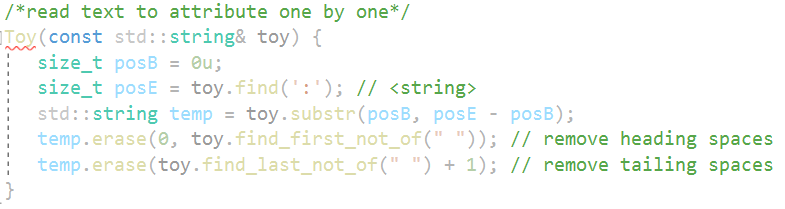 /*read text to attribute one by one*/
Toy(const std::string& toy) {
size_t posB = 0u;
size_t posE = toy.find(':'); // <string>
std::string temp = toy.substr(posB, posE - posB);
temp.erase(0, toy.find_first_not_of(" ")); // remove heading spaces
temp.erase(toy.find_last_not_of(" ") + 1); // remove tailing spaces
}